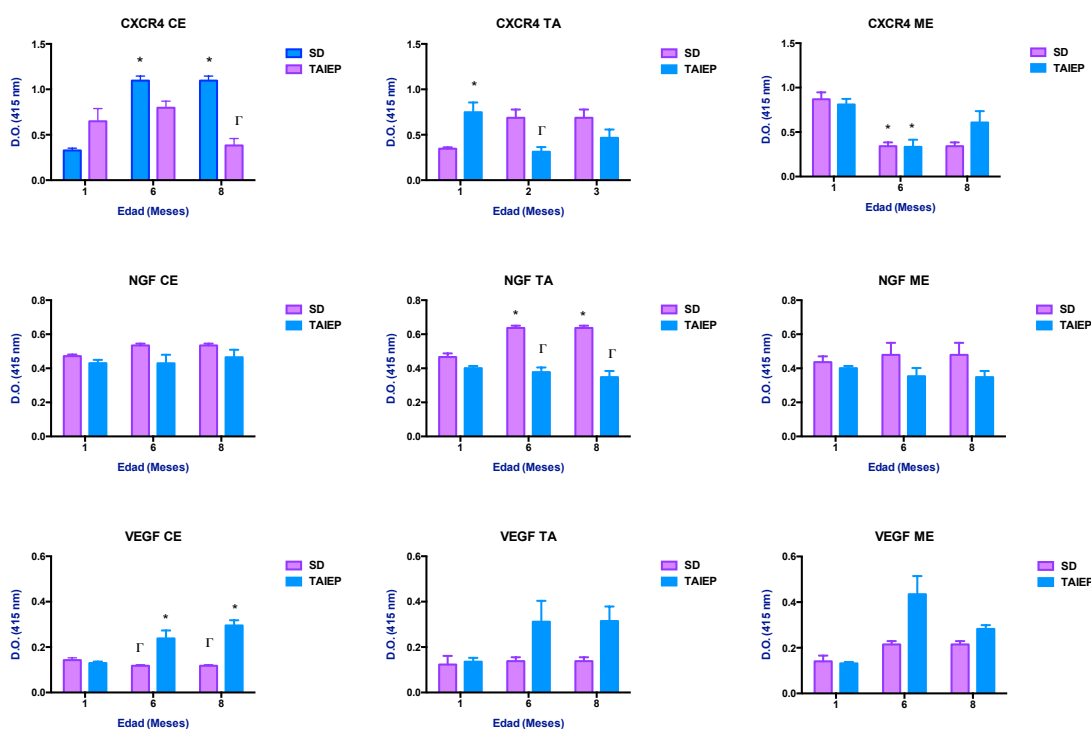 CXCR4 CE
D.O. (415 nm)
1.5
1.0
0.5
0.0
* *
Γ
1 6 8
Edad (Meses)
SD
TAIEP
CXCR4 TA
D.O. (415 nm)
1.5
1.0
0.5
0.0
*
Γ
1 2 3
Edad (Meses)
SD
TAIEP
CXCR4 ME
D.O. (415 nm)
1.5
1.0
0.5
0.0
* *
1 6 8
Edad (Meses)
SD
TAIEP
NGF CE
D.O. (415 nm)
0.8
0.6
0.4
0.2
0.0
1 6 8
Edad (Meses)
SD
TAIEP
NGF TA
D.O. (415 nm)
0.8
0.6
0.4
0.2
0.0
* *
Γ Γ
1 6 8
Edad (Meses)
SD
TAIEP
NGF ME
D.O. (415 nm)
0.8
0.6
0.4
0.2
0.0
1 6 8
Edad (Meses)
SD
TAIEP
VEGF CE
D.O. (415 nm)
0.6
0.4
0.2
0.0
Γ * Γ *
1 6 8
Edad (Meses)
SD
TAIEP
VEGF TA
D.O. (415 nm)
0.6
0.4
0.2
0.0
1 6 8
Edad (Meses)
SD
TAIEP
VEGF ME
D.O. (415 nm)
0.6
0.4
0.2
0.0
1 6 8
Edad (Meses)
SD
TAIEP